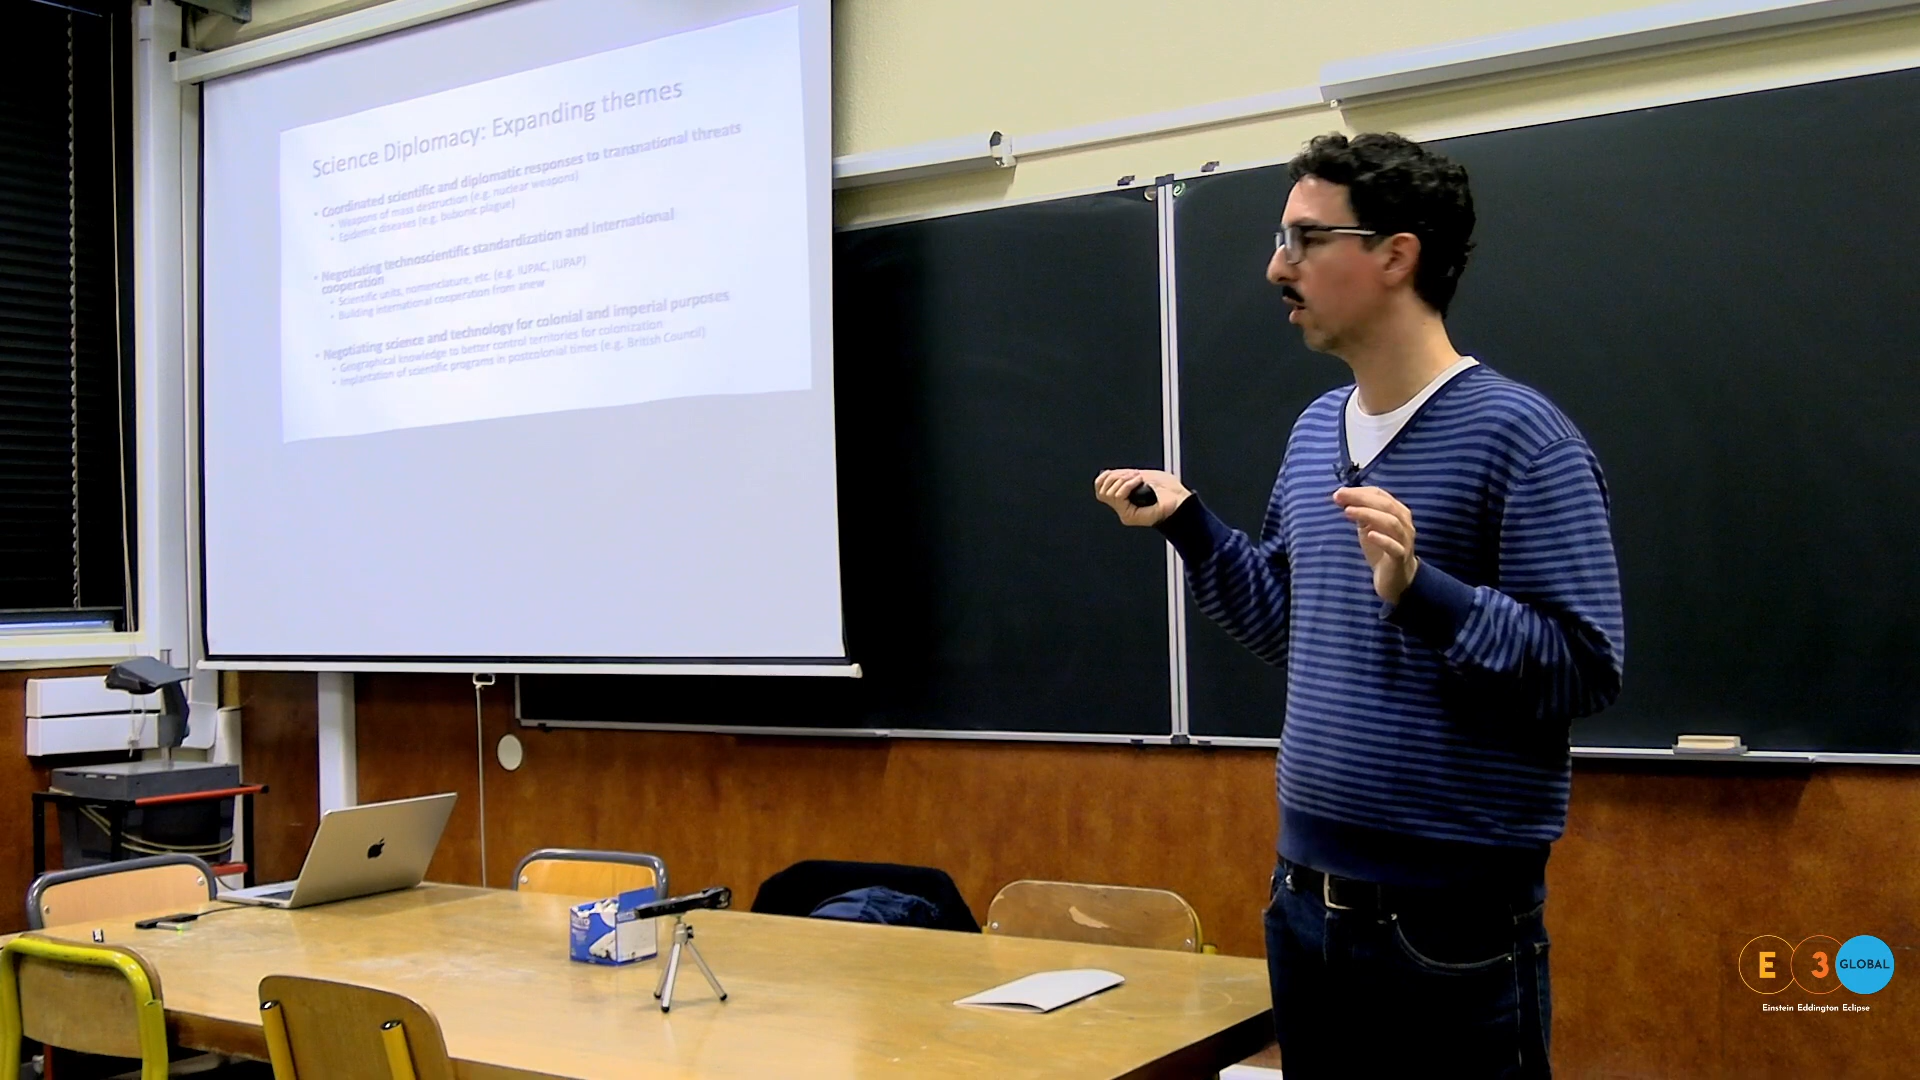 Science Diplomacy: Expanding themes
• Coordinated scientific and diplomatic responses to transnational threats
• Weapons of mass destruction (e.g. nuclear weapons)
• Epidemic diseases (e.g. bubonic plague)
• Negotiating technoscientific standardization and international
cooperation
• Scientific units, nomenclature, etc. (e.g. IUPAC, IUPAP)
• Building international cooperation from anew
• Negotiating science and technology for colonial and imperial purposes
• Geographical knowledge to better control territories for colonization
• Implantation of scientific programs in postcolonial times (e.g. British Council)
E 3 GLOBAL
Einstein Eddington Eclipse